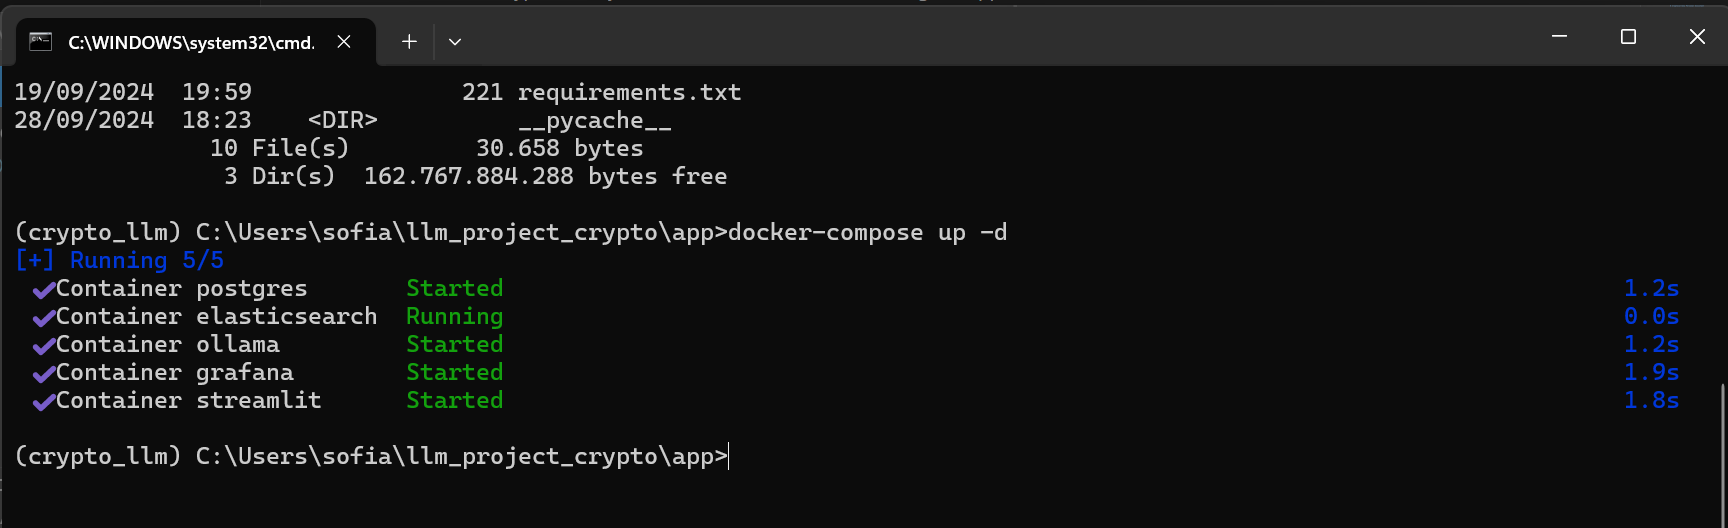 C:\WINDOWS\system32\cmd.
19/09/2024  19:59               221 requirements.txt
28/09/2024  18:23    <DIR>          __pycache__
              10 File(s)         30.658 bytes
               3 Dir(s)  162.767.884.288 bytes free
(crypto_llm) C:\Users\sofia\llm_project_crypto\app>docker-compose up -d
[+] Running 5/5
Container postgres       Started 1.2s
Container elasticsearch  Running 0.0s
Container ollama         Started 1.2s
Container grafana        Started 1.9s
Container streamlit      Started 1.8s
(crypto_llm) C:\Users\sofia\llm_project_crypto\app>